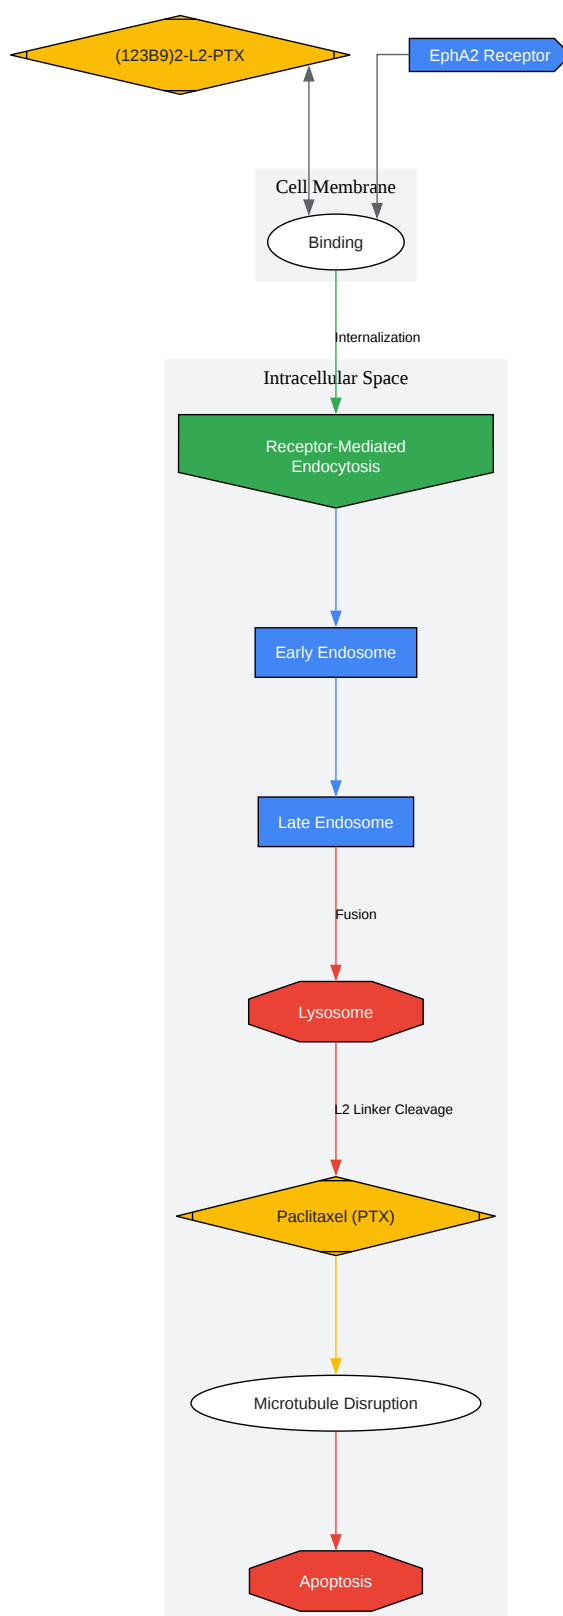 (123B9)2-L2-PTX
EphA2 Receptor
Cell Membrane
Binding
Internalization
Intracellular Space
Receptor-Mediated
Endocytosis
Early Endosome
Late Endosome
Fusion
Lysosome
L2 Linker Cleavage
Paclitaxel (PTX)
Microtubule Disruption
Apoptosis